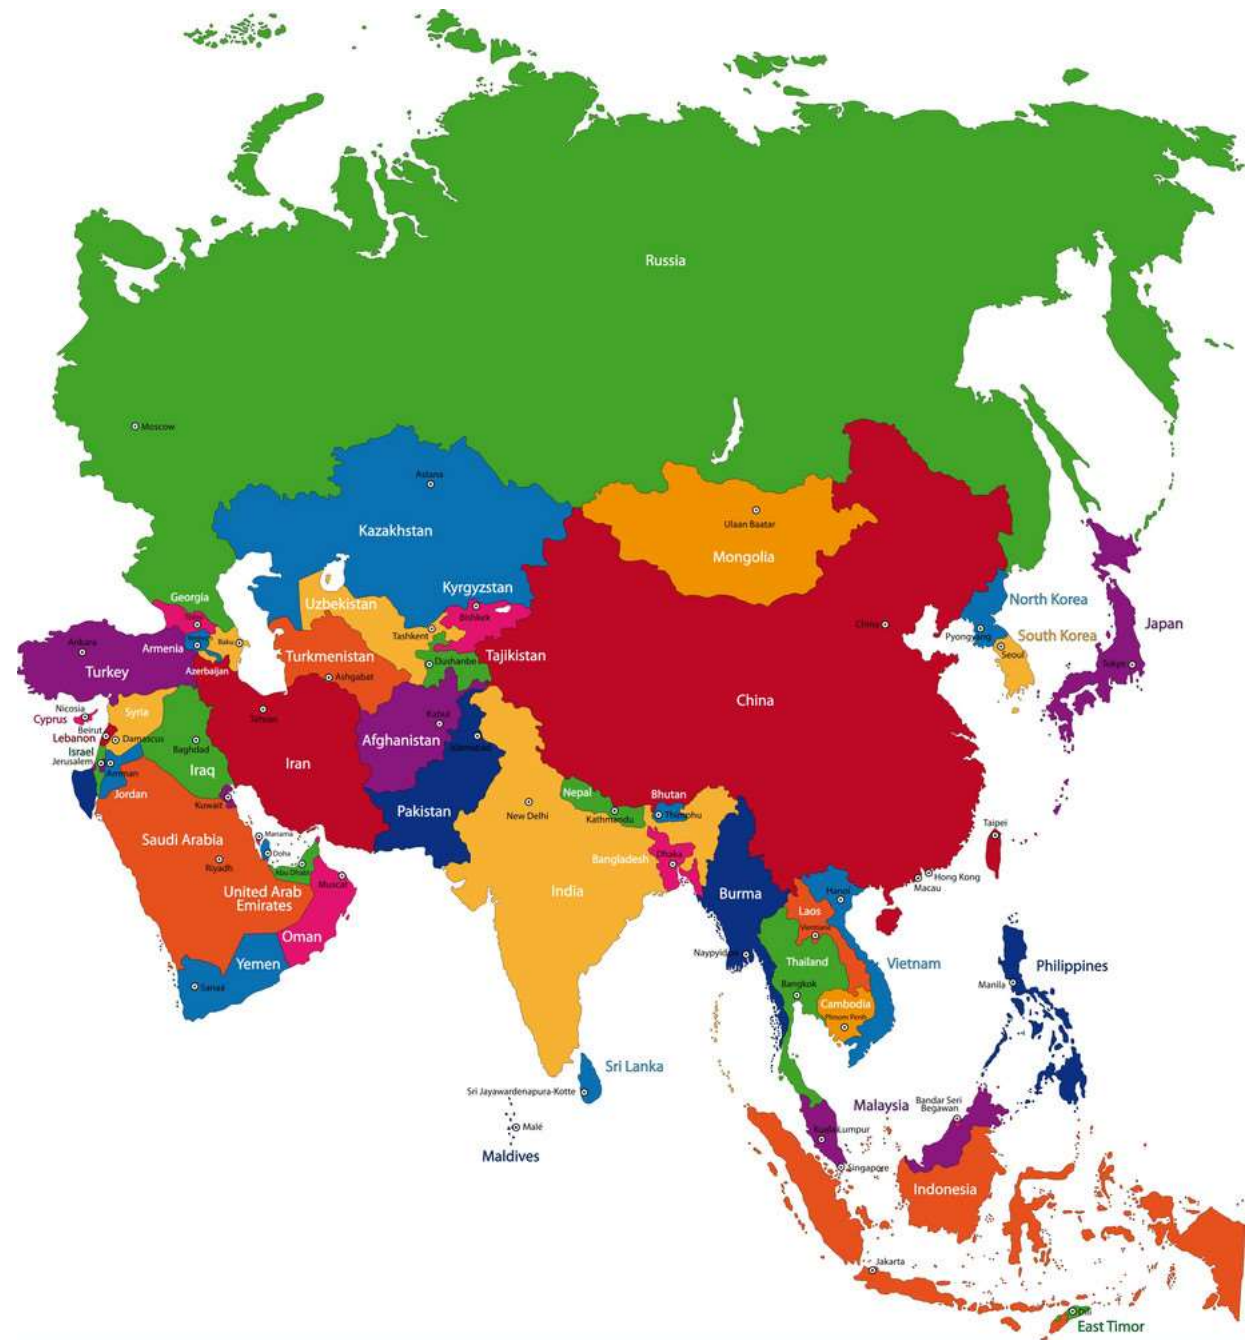 Russia
Moscow
Astana
Kazakhstan
Ulaan Baatar
Mongolia
Georgia
Kyrgyzstan
Bishkek
Uzbekistan
Tashkent
North Korea
China
Pyongyang
South Korea
Seoul
Japan
Tokyo
Ankara
Armenia
Baku
Turkey
Azerbaijan
Turkmenistan
Ashgabat
Dushanbe
Tajikistan
China
Nicosia
Cyprus
Syria
Beirut
Lebanon
Damascus
Tehran
Kabul
Afghanistan
Islamabad
Israel
Jerusalem
Amman
Baghdad
Iraq
Iran
Jordan
Kuwait
Pakistan
Nepal
Kathmandu
Bhutan
Thimphu
New Delhi
Saudi Arabia
Riyadh
Manama
Doha
Abu Dhabi
Muscat
United Arab
Emirates
Oman
Yemen
Sanaa
India
Bangladesh
Dhaka
Taipei
Hong Kong
Macau
Burma
Naypyidaw
Hanoi
Laos
Vientiane
Thailand
Bangkok
Vietnam
Cambodia
Phnom Penh
Philippines
Manila
Sri Lanka
Sri Jayawardenapura-Kotte
Malé
Maldives
Malaysia
Bandar Seri
Begawan
Kuala Lumpur
Singapore
Indonesia
Jakarta
Dili
East Timor